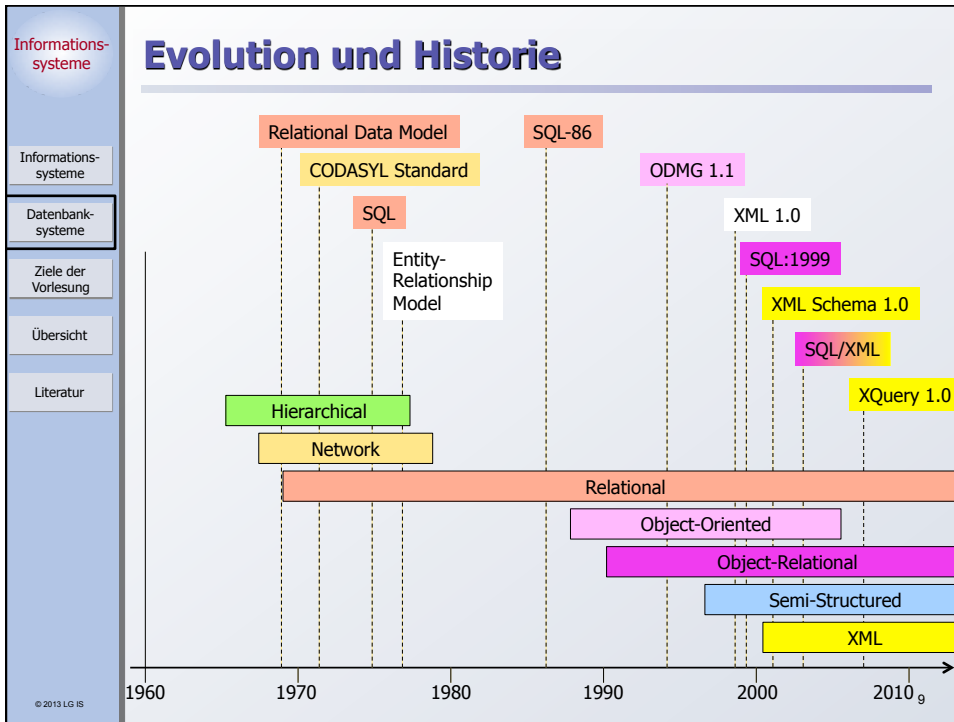 Informations-
systeme
Evolution und Historie
Informations-
systeme
Datenbank-
systeme
Ziele der
Vorlesung
Übersicht
Literatur
© 2013 LG IS
Relational Data Model
SQL-86
CODASYL Standard
ODMG 1.1
SQL
XML 1.0
Entity-
Relationship
Model
SQL:1999
XML Schema 1.0
SQL/XML
XQuery 1.0
Hierarchical
Network
Relational
Object-Oriented
Object-Relational
Semi-Structured
XML
1960 1970 1980 1990 2000 2010
9